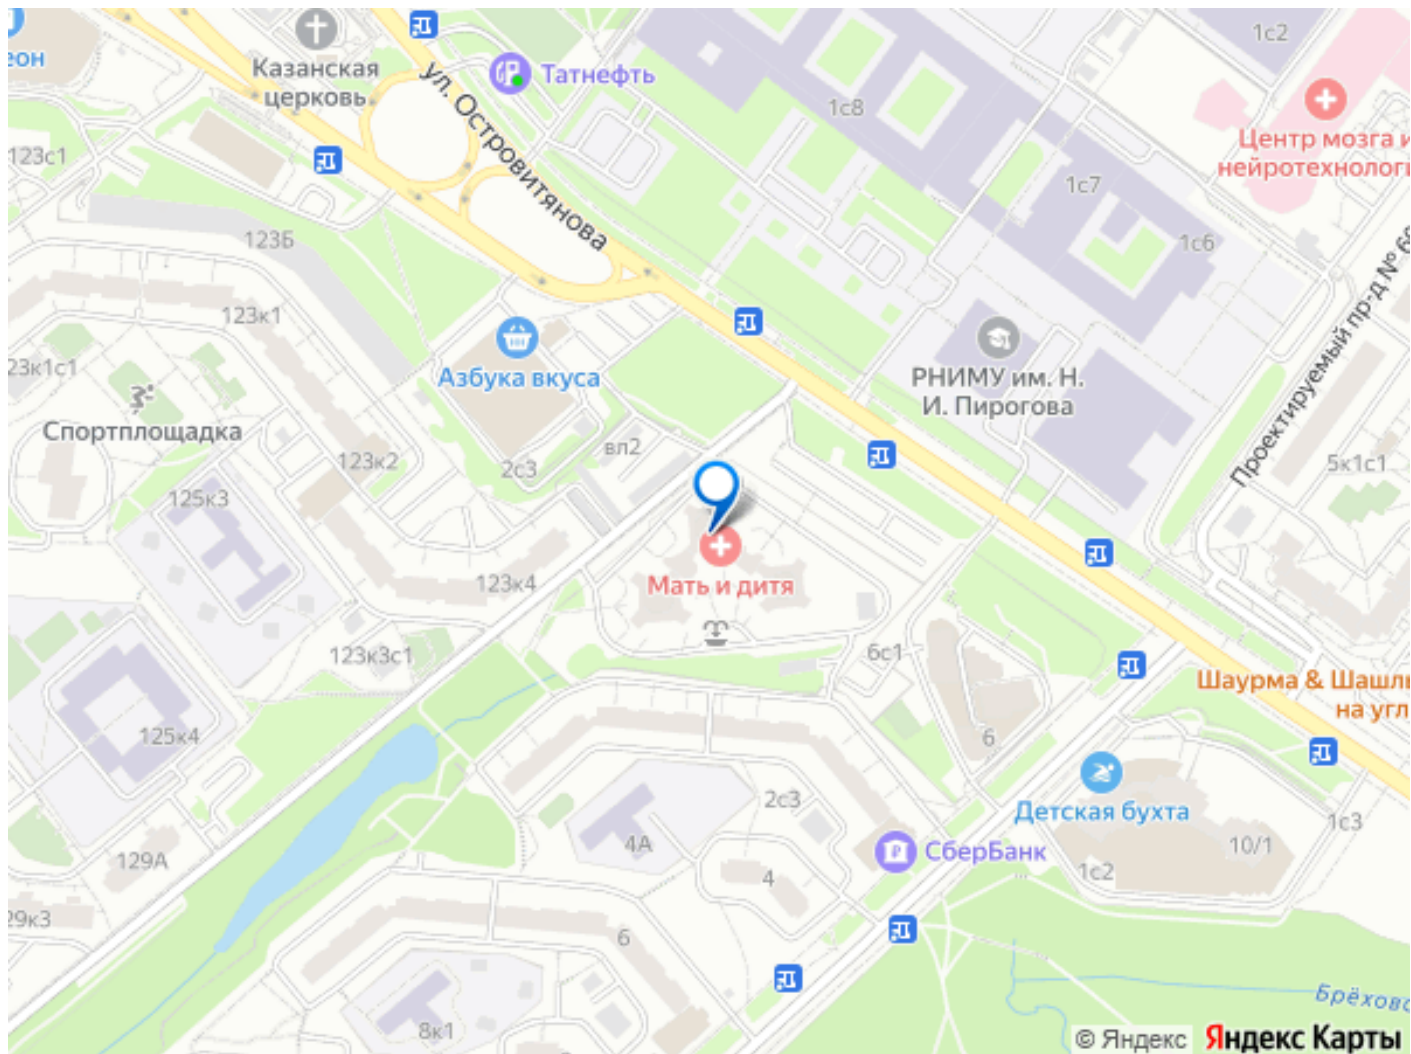 1с2
еон
Казанская
церковь
Татнефть
ул. Островитянова
1с8
Центр мозга и
нейротехнологи
123с1
1с7
123Б
1с6
123к1
Проектируемый пр-д № 6
23к1с1
Азбука вкуса
РНИМУ им. Н.
И. Пирогова
Спортплощадка
123к2
вл2
2с3
5к1с1
125к3
Мать и дитя
123к4
123к3с1
6с1
Шаурма & Шашл
на угл
125к4
6
2с3
Детская бухта
1с3
4А
СберБанк
10/1
129А
4
1с2
29к3
6
Брёхово
8к1
© Яндекс Яндекс Карты